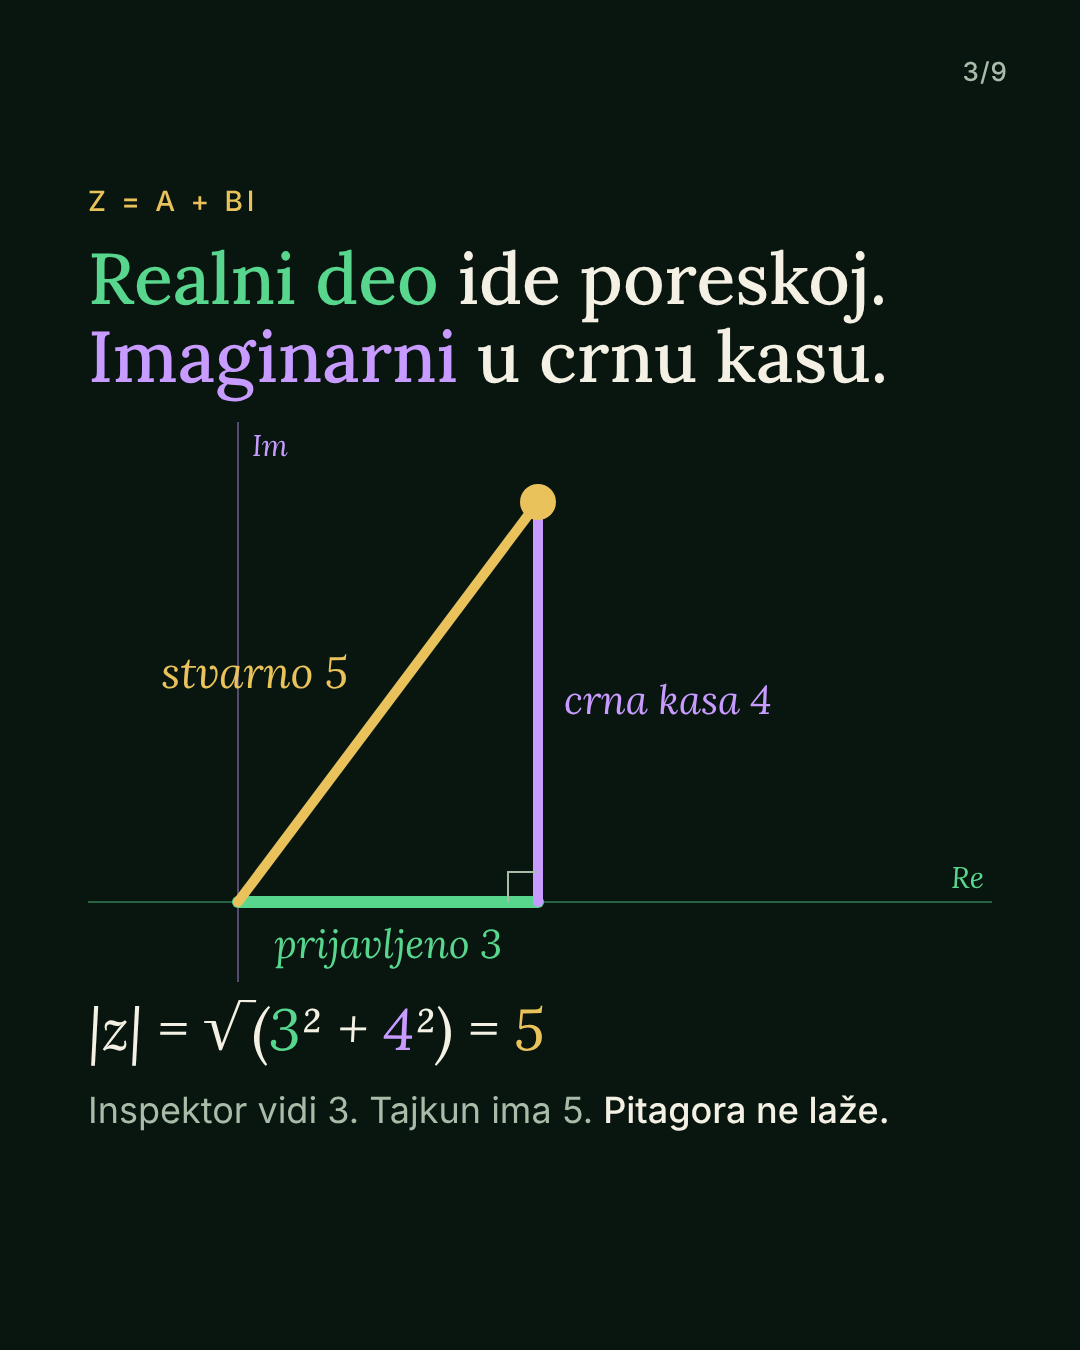 3/9
Z = A + BI
Realni deo ide poreskoj.
Imaginarni u crnu kasu.
Im
stvarno 5
crna kasa 4
Re
prijavljeno 3
|z| = √(3² + 4²) = 5
Inspektor vidi 3. Tajkun ima 5. Pitagora ne laže.